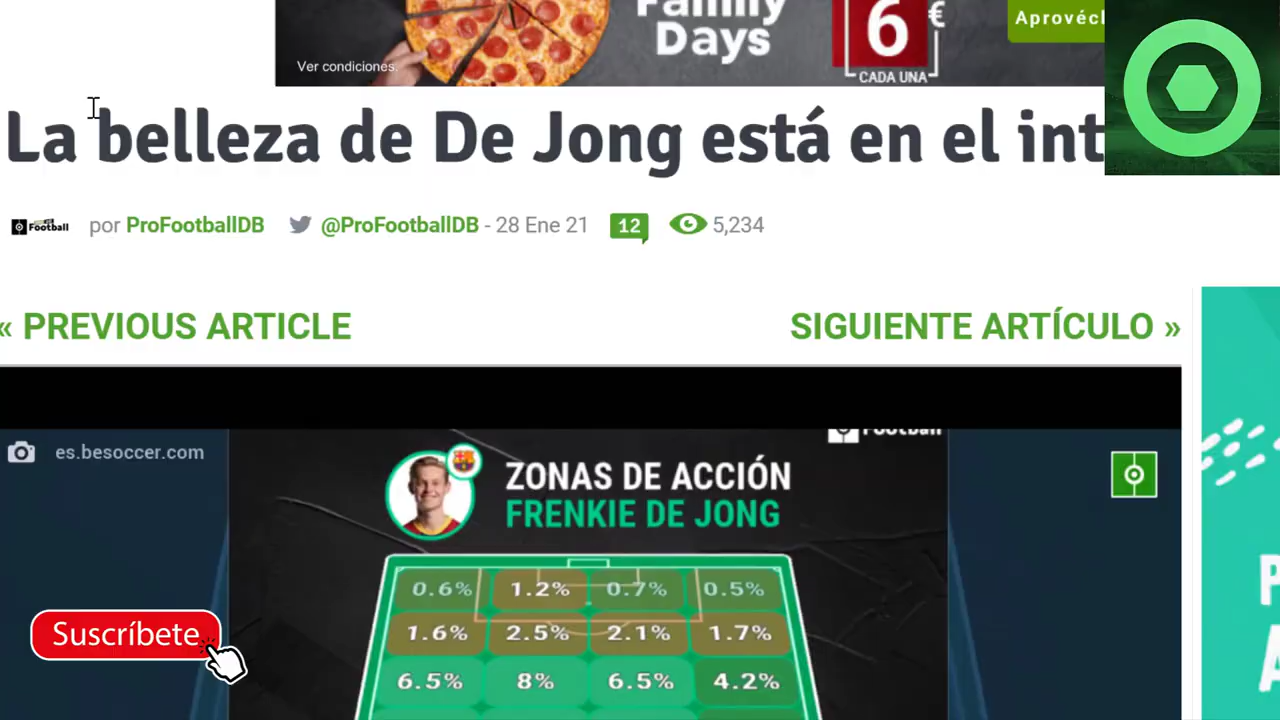 Family
Days
6 €
CADA UNA
Ver condiciones.
La belleza de De Jong está en el int
Football por ProFootballDB @ProFootballDB - 28 Ene 21 12 5,234
« PREVIOUS ARTICLE SIGUIENTE ARTÍCULO »
es.besoccer.com
ZONAS DE ACCIÓN
FRENKIE DE JONG
0.6% 1.2% 0.7% 0.5%
1.6% 2.5% 2.1% 1.7%
6.5% 8% 6.5% 4.2%
Suscríbete